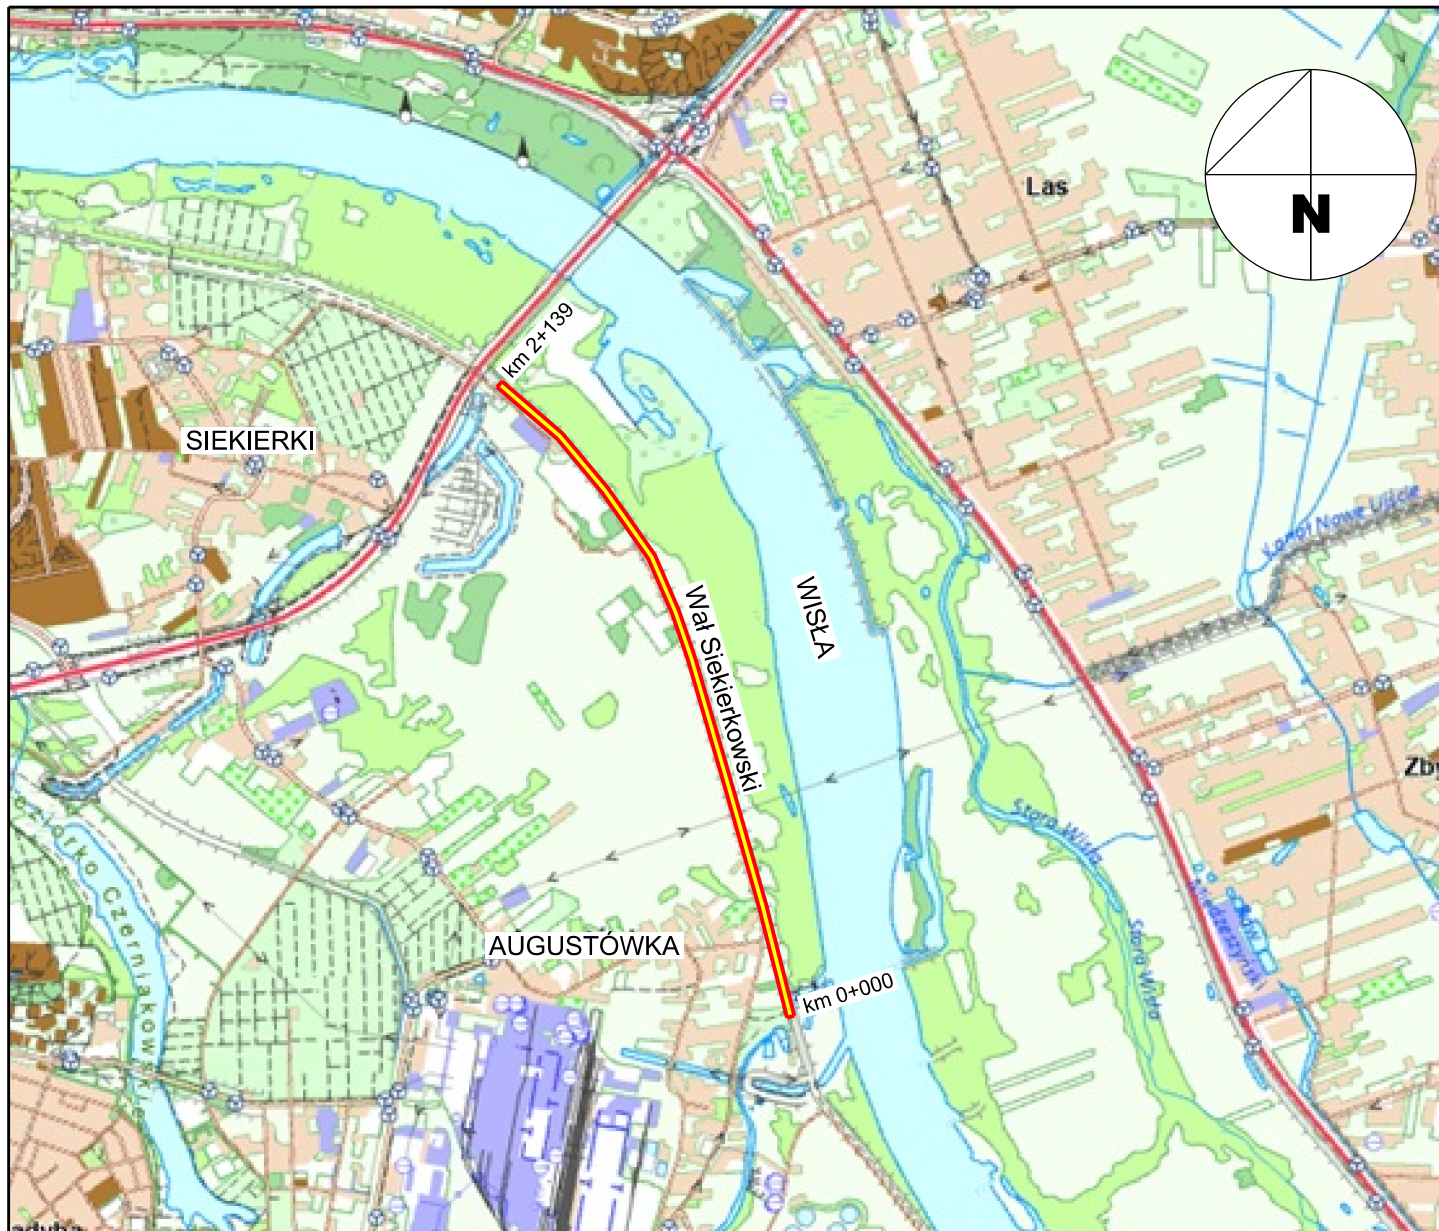 Las
N
km 2+139
SIEKIERKI
Kanał Nowe Ujście
WISŁA
Wał Siekierkowski
Zby
Stara Wisła
Jeziorko Czerniakowskie
Stara Wisła
AUGUSTÓWKA
km 0+000